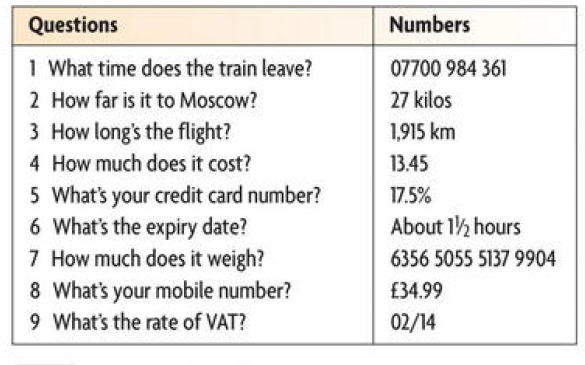 Questions Numbers
1 What time does the train leave? 07700 984 361
2 How far is it to Moscow? 27 kilos
3 How long's the flight? 1,915 km
4 How much does it cost? 13.45
5 What's your credit card number? 17.5%
6 What's the expiry date? About 1½ hours
7 How much does it weigh? 6356 5055 5137 9904
8 What's your mobile number? £34.99
9 What's the rate of VAT? 02/14